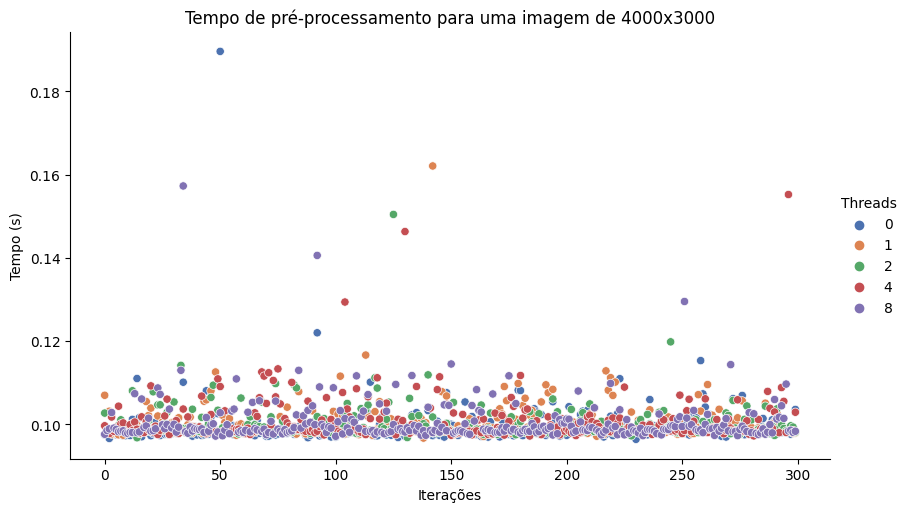 Tempo de pré-processamento para uma imagem de 4000x3000
0.18
0.16
0.14
0.12
0.10
Tempo (s)
0 50 100 150 200 250 300
Iterações
Threads
0
1
2
4
8